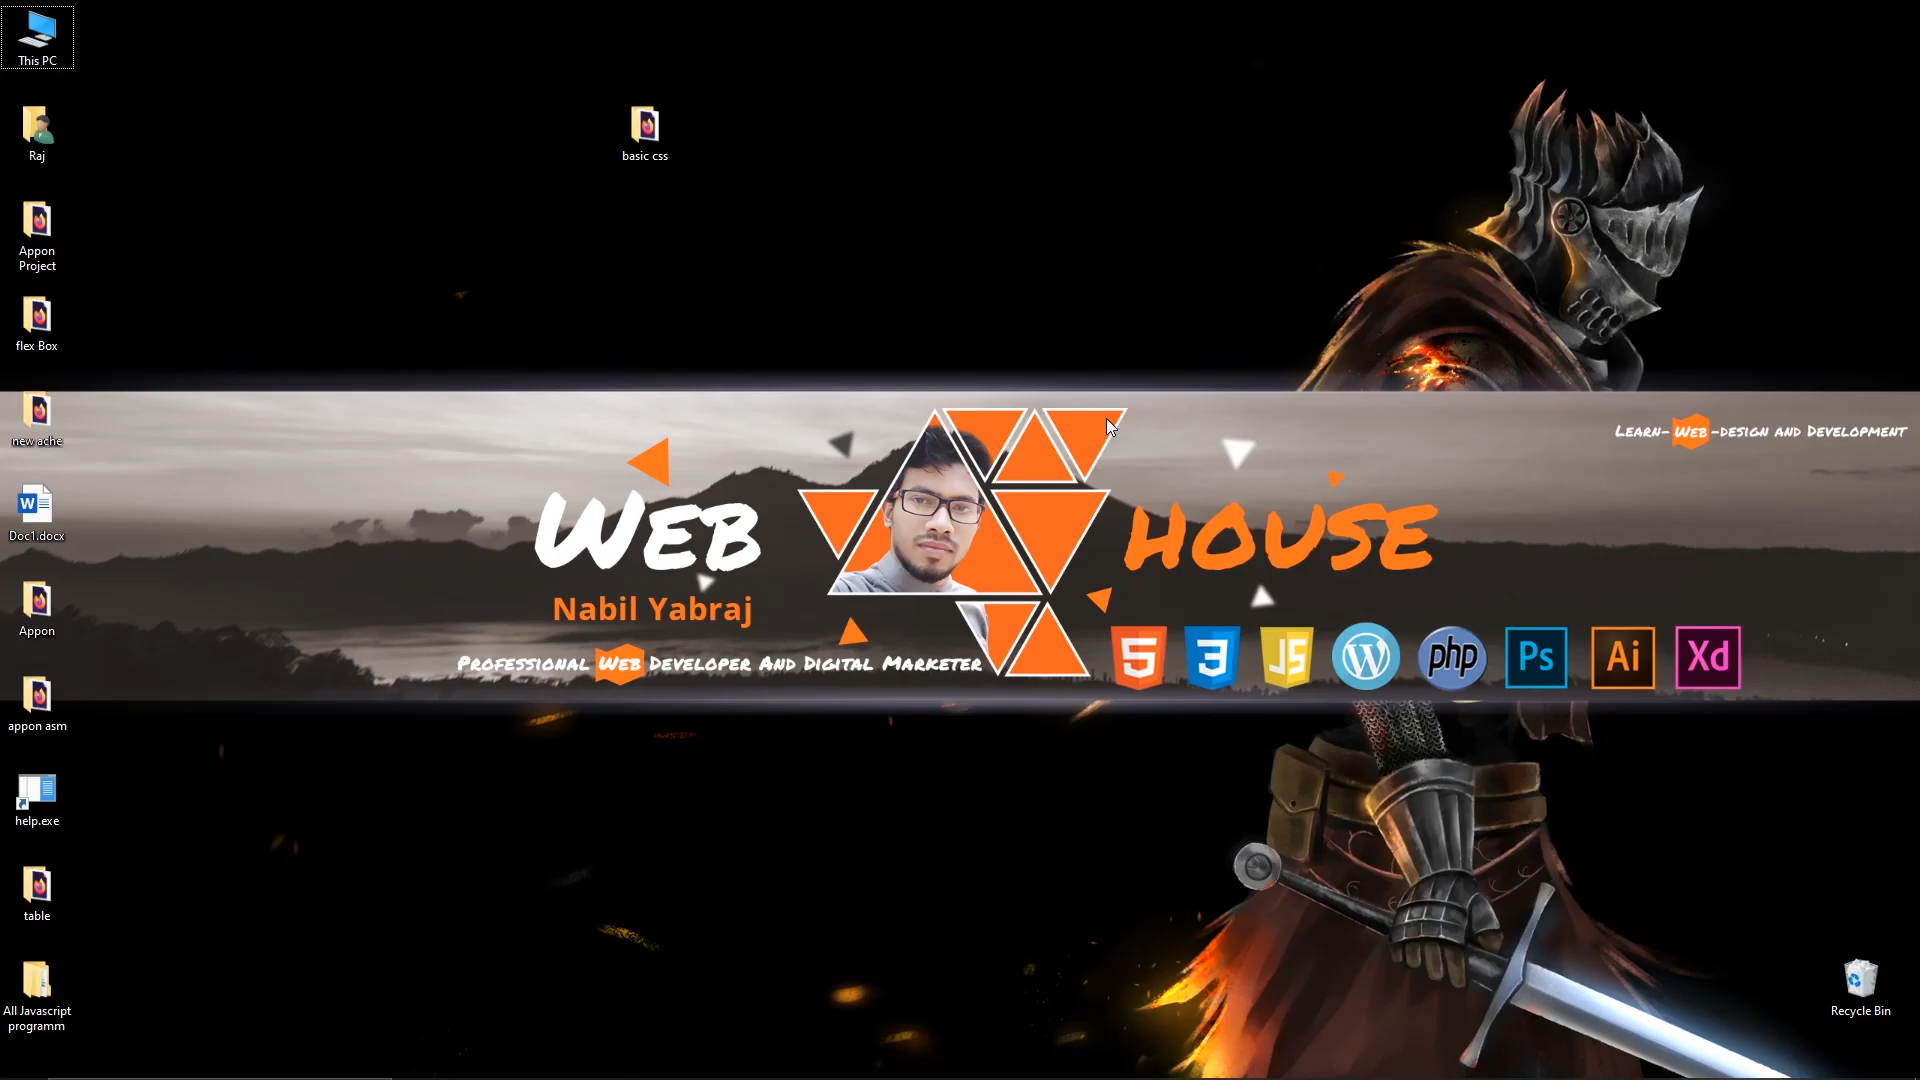 This PC
Raj
basic css
Appon
Project
flex Box
new ache
Learn- Web -design and Development
Doc1.docx
Web
HOUSE
Nabil Yabraj
Appon
Professional Web Developer And Digital Marketer
5
3
JS
W
php
Ps
Ai
Xd
appon asm
help.exe
table
All Javascript
programm
Recycle Bin